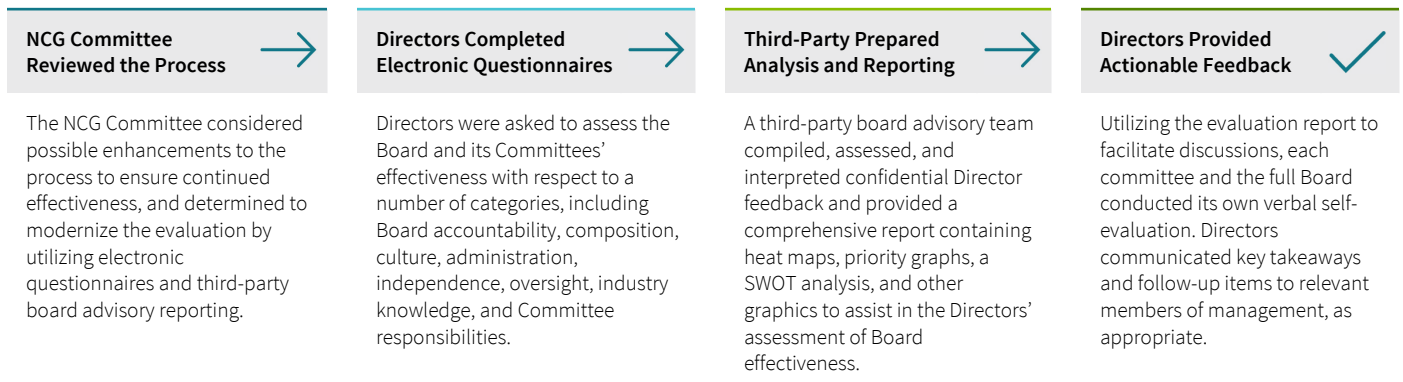 NCG Committee
Reviewed the Process
The NCG Committee considered
possible enhancements to the
process to ensure continued
effectiveness, and determined to
modernize the evaluation by
utilizing electronic
questionnaires and third-party
board advisory reporting.
Directors Completed
Electronic Questionnaires
Directors were asked to assess the
Board and its Committees’
effectiveness with respect to a
number of categories, including
Board accountability, composition,
culture, administration,
independence, oversight, industry
knowledge, and Committee
responsibilities.
Third-Party Prepared
Analysis and Reporting
A third-party board advisory team
compiled, assessed, and
interpreted confidential Director
feedback and provided a
comprehensive report containing
heat maps, priority graphs, a
SWOT analysis, and other
graphics to assist in the Directors’
assessment of Board
effectiveness.
Directors Provided
Actionable Feedback
Utilizing the evaluation report to
facilitate discussions, each
committee and the full Board
conducted its own verbal self-
evaluation. Directors
communicated key takeaways
and follow-up items to relevant
members of management, as
appropriate.